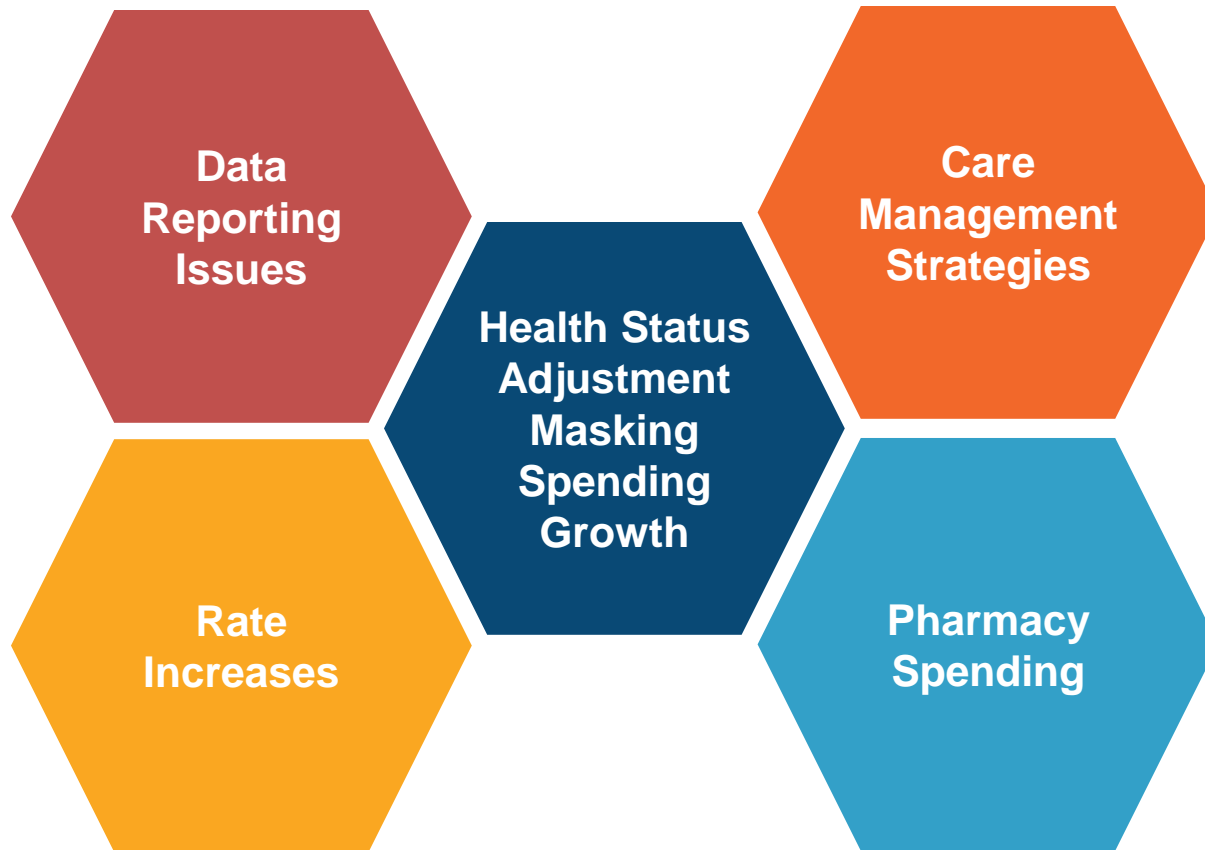 Data
Reporting
Issues
Care
Management
Strategies
Health Status
Adjustment
Masking
Spending
Growth
Rate
Increases
Pharmacy
Spending